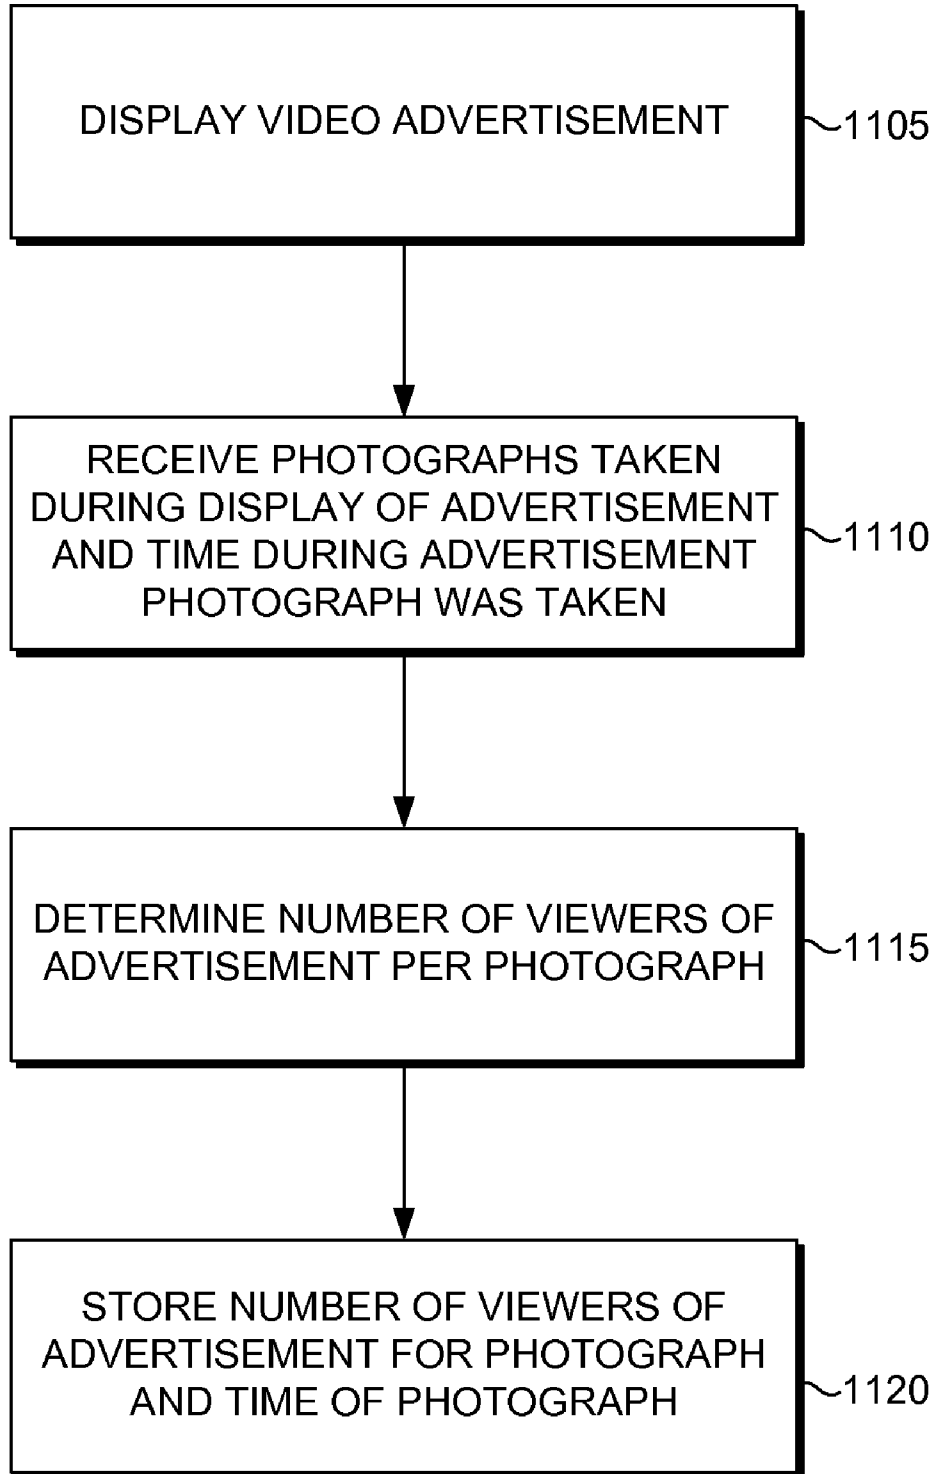 DISPLAY VIDEO ADVERTISEMENT
1105
RECEIVE PHOTOGRAPHS TAKEN
DURING DISPLAY OF ADVERTISEMENT
AND TIME DURING ADVERTISEMENT
PHOTOGRAPH WAS TAKEN
1110
DETERMINE NUMBER OF VIEWERS OF
ADVERTISEMENT PER PHOTOGRAPH
1115
STORE NUMBER OF VIEWERS OF
ADVERTISEMENT FOR PHOTOGRAPH
AND TIME OF PHOTOGRAPH
1120